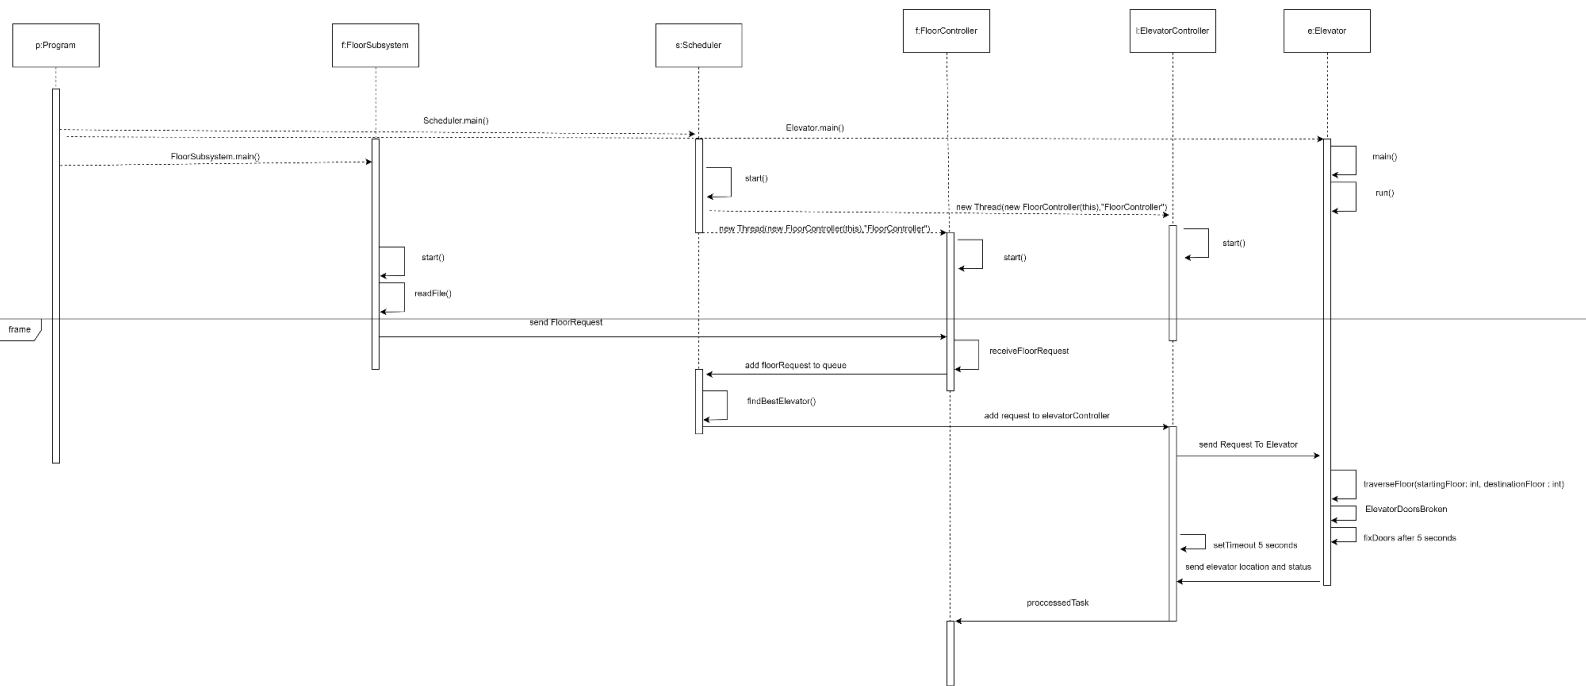 p:Program
f:FloorSubsystem
s:Scheduler
f:FloorController
l:ElevatorController
e:Elevator
Scheduler.main()
Elevator.main()
FloorSubsystem.main()
main()
start()
run()
new Thread(new FloorController(this),"FloorController")
new Thread(new FloorController(this),"FloorController")
start()
start()
start()
readFile()
frame
send FloorRequest
receiveFloorRequest
add floorRequest to queue
findBestElevator()
add request to elevatorController
send Request To Elevator
traverseFloor(startingFloor: int, destinationFloor : int)
ElevatorDoorsBroken
fixDoors after 5 seconds
setTimeout 5 seconds
send elevator location and status
proccessedTask